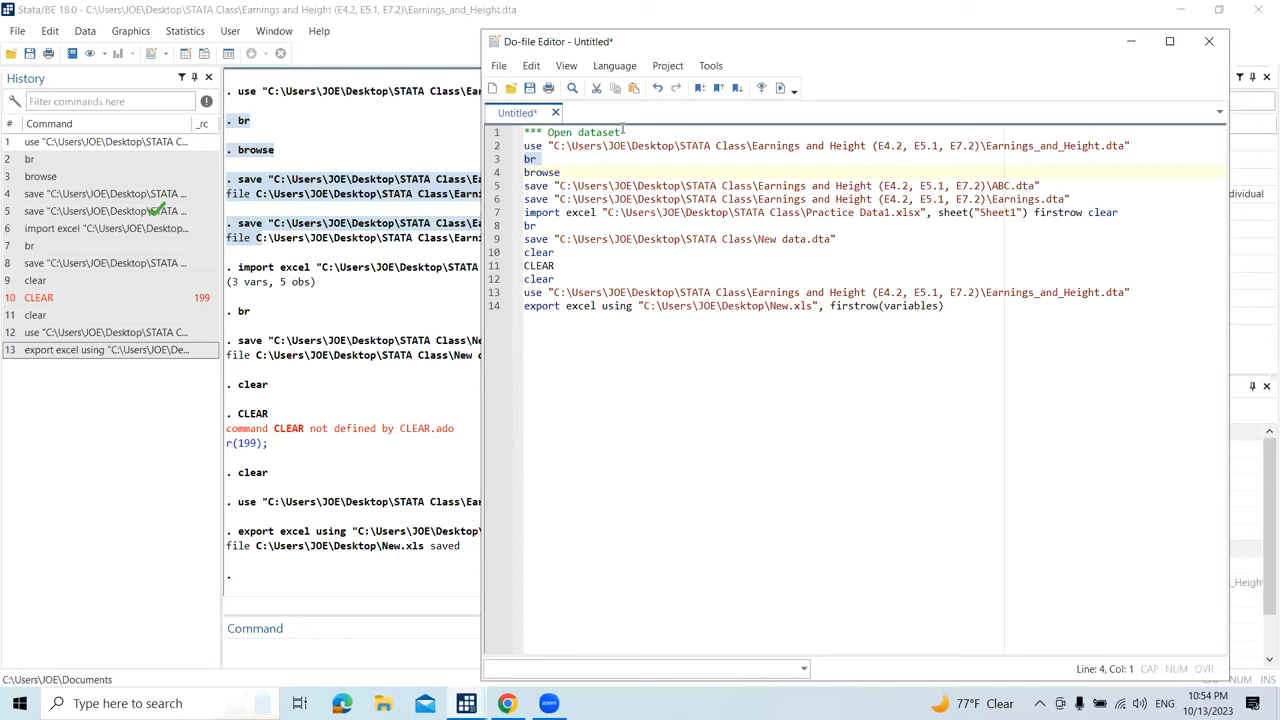 Stata/BE 18.0 - C:\Users\JOE\Desktop\STATA Class\Earnings and Height (E4.2, E5.1, E7.2)\Earnings_and_Height.dta
File Edit Data Graphics Statistics User Window Help
History
Filter commands here
# Command _rc
1 use "C:\Users\JOE\Desktop\STATA C...
2 br
3 browse
4 save "C:\Users\JOE\Desktop\STATA ...
5 save "C:\Users\JOE\Desktop\STATA ...
6 import excel "C:\Users\JOE\Desktop...
7 br
8 save "C:\Users\JOE\Desktop\STATA ...
9 clear
10 CLEAR 199
11 clear
12 use "C:\Users\JOE\Desktop\STATA C...
13 export excel using "C:\Users\JOE\De...
. use "C:\Users\JOE\Desktop\STATA Class\Ear
. br
. browse
. save "C:\Users\JOE\Desktop\STATA Class\Ea
file C:\Users\JOE\Desktop\STATA Class\Earni
. save "C:\Users\JOE\Desktop\STATA Class\Ea
file C:\Users\JOE\Desktop\STATA Class\Earni
. import excel "C:\Users\JOE\Desktop\STATA
(3 vars, 5 obs)
. br
. save "C:\Users\JOE\Desktop\STATA Class\Ne
file C:\Users\JOE\Desktop\STATA Class\New d
. clear
. CLEAR
command CLEAR not defined by CLEAR.ado
r(199);
. clear
. use "C:\Users\JOE\Desktop\STATA Class\Ear
. export excel using "C:\Users\JOE\Desktop\
file C:\Users\JOE\Desktop\New.xls saved
.
Command
Do-file Editor - Untitled*
File Edit View Language Project Tools
Untitled*
1 *** Open dataset
2 use "C:\Users\JOE\Desktop\STATA Class\Earnings and Height (E4.2, E5.1, E7.2)\Earnings_and_Height.dta"
3 br
4 browse
5 save "C:\Users\JOE\Desktop\STATA Class\Earnings and Height (E4.2, E5.1, E7.2)\ABC.dta"
6 save "C:\Users\JOE\Desktop\STATA Class\Earnings and Height (E4.2, E5.1, E7.2)\Earnings.dta"
7 import excel "C:\Users\JOE\Desktop\STATA Class\Practice Data1.xlsx", sheet("Sheet1") firstrow clear
8 br
9 save "C:\Users\JOE\Desktop\STATA Class\New data.dta"
10 clear
11 CLEAR
12 clear
13 use "C:\Users\JOE\Desktop\STATA Class\Earnings and Height (E4.2, E5.1, E7.2)\Earnings_and_Height.dta"
14 export excel using "C:\Users\JOE\Desktop\New.xls", firstrow(variables)
Line: 4, Col: 1 CAP NUM OVR
ndividual
_Height
C:\Users\JOE\Documents
NUM INS
Type here to search
zoom
77°F Clear
ENG
10:54 PM
10/13/2023